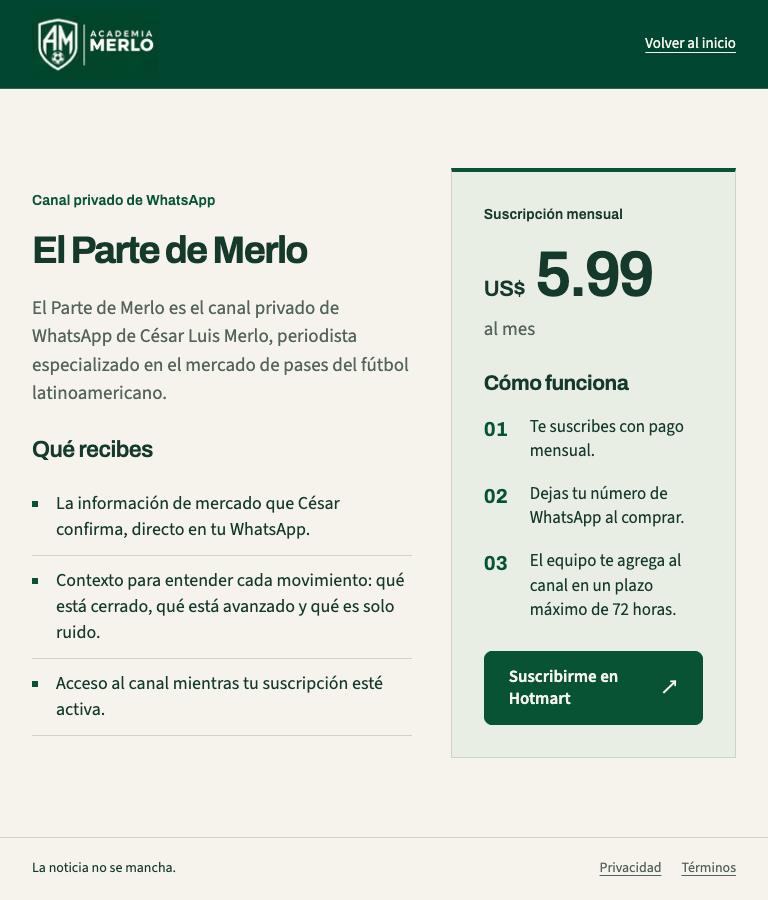 AM
ACADEMIA
MERLO
Volver al inicio
Canal privado de WhatsApp
El Parte de Merlo
El Parte de Merlo es el canal privado de
WhatsApp de César Luis Merlo, periodista
especializado en el mercado de pases del fútbol
latinoamericano.
Qué recibes
La información de mercado que César
confirma, directo en tu WhatsApp.
Contexto para entender cada movimiento: qué
está cerrado, qué está avanzado y qué es solo
ruido.
Acceso al canal mientras tu suscripción esté
activa.
Suscripción mensual
US$ 5.99
al mes
Cómo funciona
01 Te suscribes con pago
mensual.
02 Dejas tu número de
WhatsApp al comprar.
03 El equipo te agrega al
canal en un plazo
máximo de 72 horas.
Suscribirme en
Hotmart ↗
La noticia no se mancha.
Privacidad Términos